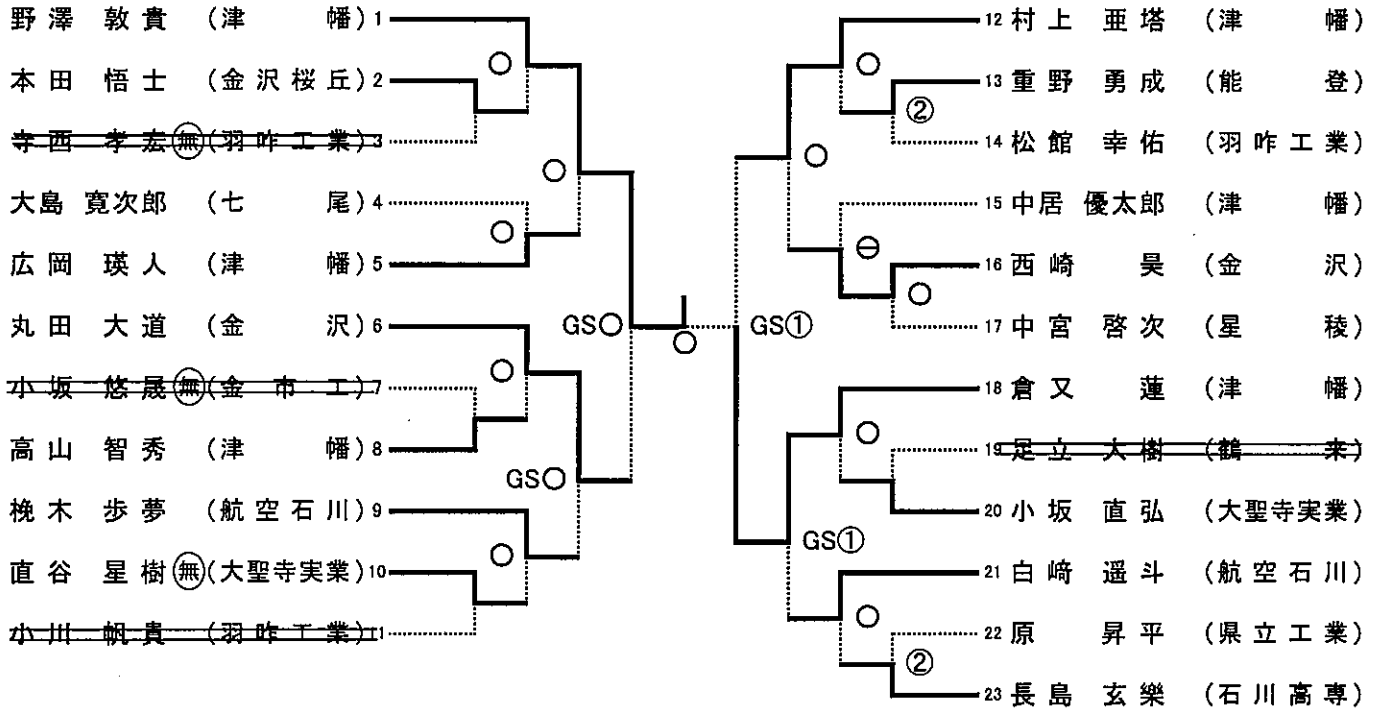 野澤 敦貴 (津 幡) 1
本田 悟士 (金沢桜丘) 2
寺西 孝宏 無 (羽咋工業) 3
大島 寛次郎 (七 尾) 4
広岡 瑛人 (津 幡) 5
丸田 大道 (金 沢) 6
小坂 悠晟 無 (金市工) 7
高山 智秀 (津 幡) 8
桅木 歩夢 (航空石川) 9
直谷 星樹 無 (大聖寺実業) 10
小川 帆貴 (羽咋工業) 11
○
○
○
○
GS○
○
GS○
○
○
②
○
⊖
○
GS①
○
GS①
○
②
12 村上 亜塔 (津 幡)
13 重野 勇成 (能 登)
14 松館 幸佑 (羽咋工業)
15 中居 優太郎 (津 幡)
16 西崎 昊 (金 沢)
17 中宮 啓次 (星 稜)
18 倉又 蓮 (津 幡)
19 足立 大樹 (鶴 来)
20 小坂 直弘 (大聖寺実業)
21 白﨑 遥斗 (航空石川)
22 原 昇平 (県立工業)
23 長島 玄樂 (石川高専)